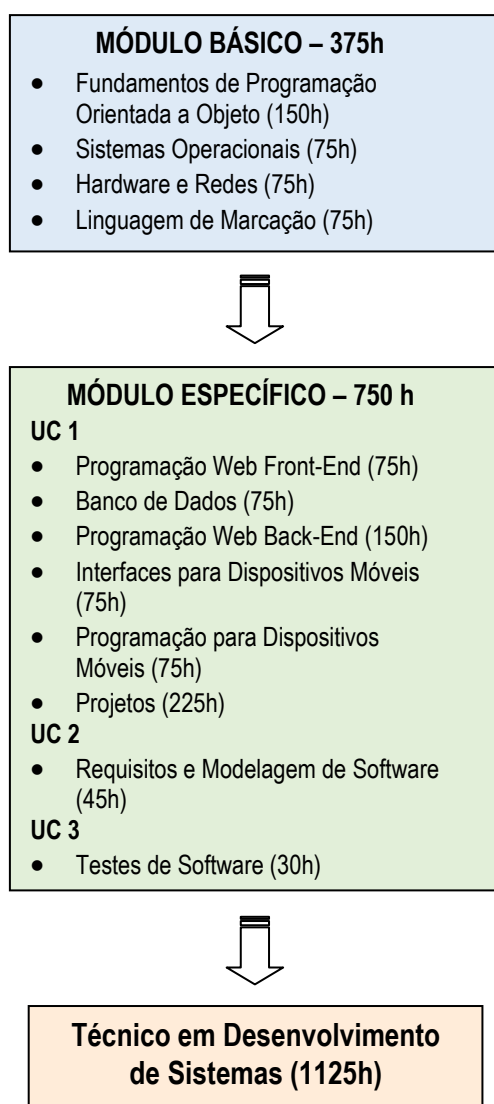 MÓDULO BÁSICO – 375h
• Fundamentos de Programação
Orientada a Objeto (150h)
• Sistemas Operacionais (75h)
• Hardware e Redes (75h)
• Linguagem de Marcação (75h)
MÓDULO ESPECÍFICO – 750 h
UC 1
• Programação Web Front-End (75h)
• Banco de Dados (75h)
• Programação Web Back-End (150h)
• Interfaces para Dispositivos Móveis
(75h)
• Programação para Dispositivos
Móveis (75h)
• Projetos (225h)
UC 2
• Requisitos e Modelagem de Software
(45h)
UC 3
• Testes de Software (30h)
Técnico em Desenvolvimento
de Sistemas (1125h)